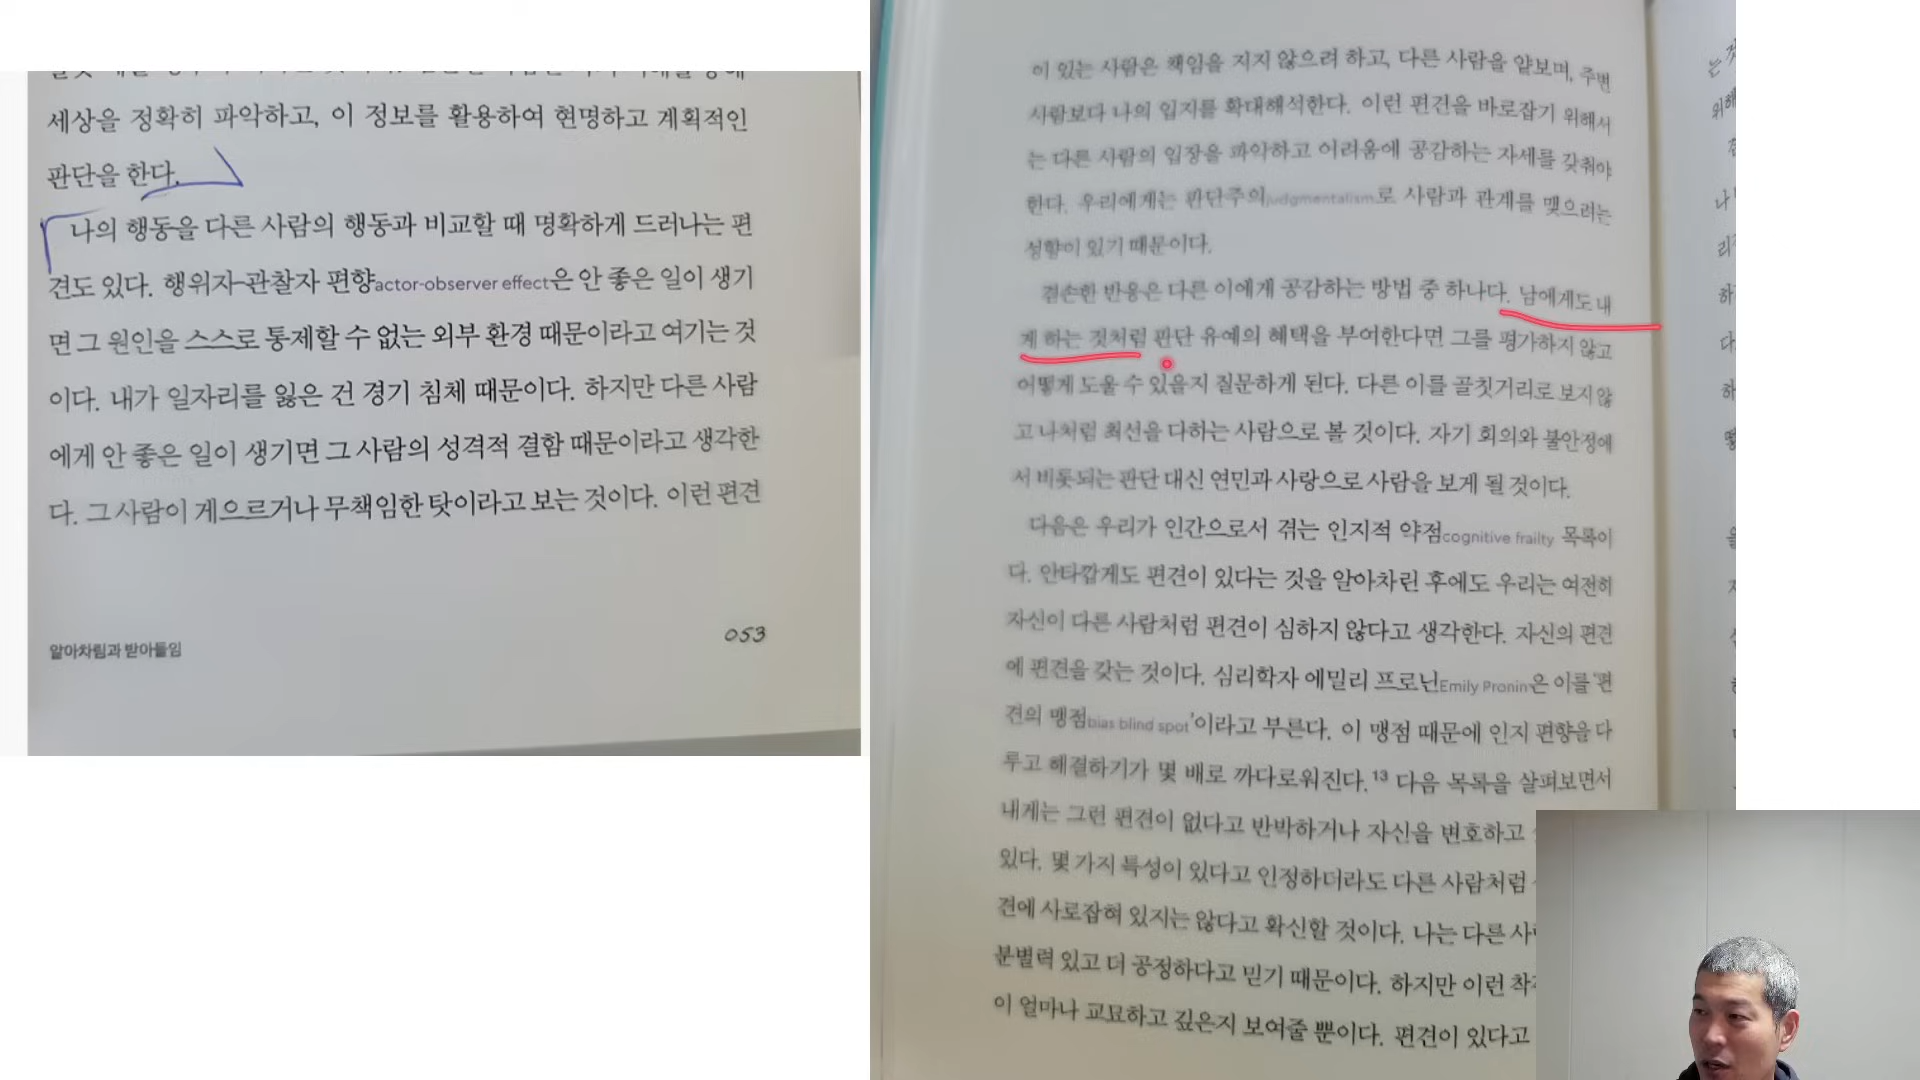 세상을 정확히 파악하고, 이 정보를 활용하여 현명하고 계획적인
판단을 한다.
나의 행동을 다른 사람의 행동과 비교할 때 명확하게 드러나는 편
견도 있다. 행위자-관찰자 편향actor-observer effect은 안 좋은 일이 생기
면 그 원인을 스스로 통제할 수 없는 외부 환경 때문이라고 여기는 것
이다. 내가 일자리를 잃은 건 경기 침체 때문이다. 하지만 다른 사람
에게 안 좋은 일이 생기면 그 사람의 성격적 결함 때문이라고 생각한
다. 그 사람이 게으르거나 무책임한 탓이라고 보는 것이다. 이런 편견
알아차림과 받아들임
053
이 있는 사람은 책임을 지지 않으려 하고, 다른 사람을 얕보며, 주변
사람보다 나의 입지를 확대해석한다. 이런 편견을 바로잡기 위해서
는 다른 사람의 입장을 파악하고 어려움에 공감하는 자세를 갖춰야
한다. 우리에게는 판단주의judgmentalism로 사람과 관계를 맺으려는
성향이 있기 때문이다.
겸손한 반응은 다른 이에게 공감하는 방법 중 하나다. 남에게도 내
게 하는 것처럼 판단 유예의 혜택을 부여한다면 그를 평가하지 않고
어떻게 도울 수 있을지 질문하게 된다. 다른 이를 골칫거리로 보지 않
고 나처럼 최선을 다하는 사람으로 볼 것이다. 자기 회의와 불안정에
서 비롯되는 판단 대신 연민과 사랑으로 사람을 보게 될 것이다.
다음은 우리가 인간으로서 겪는 인지적 약점cognitive frailty 목록이
다. 안타깝게도 편견이 있다는 것을 알아차린 후에도 우리는 여전히
자신이 다른 사람처럼 편견이 심하지 않다고 생각한다. 자신의 편견
에 편견을 갖는 것이다. 심리학자 에밀리 프로닌Emily Pronin은 이를 '편
견의 맹점bias blind spot'이라고 부른다. 이 맹점 때문에 인지 편향을 다
루고 해결하기가 몇 배로 까다로워진다.13 다음 목록을 살펴보면서
내게는 그런 편견이 없다고 반박하거나 자신을 변호하고
있다. 몇 가지 특성이 있다고 인정하더라도 다른 사람처럼
견에 사로잡혀 있지는 않다고 확신할 것이다. 나는 다른 사
분별력 있고 더 공정하다고 믿기 때문이다. 하지만 이런 착
이 얼마나 교묘하고 깊은지 보여줄 뿐이다. 편견이 있다고